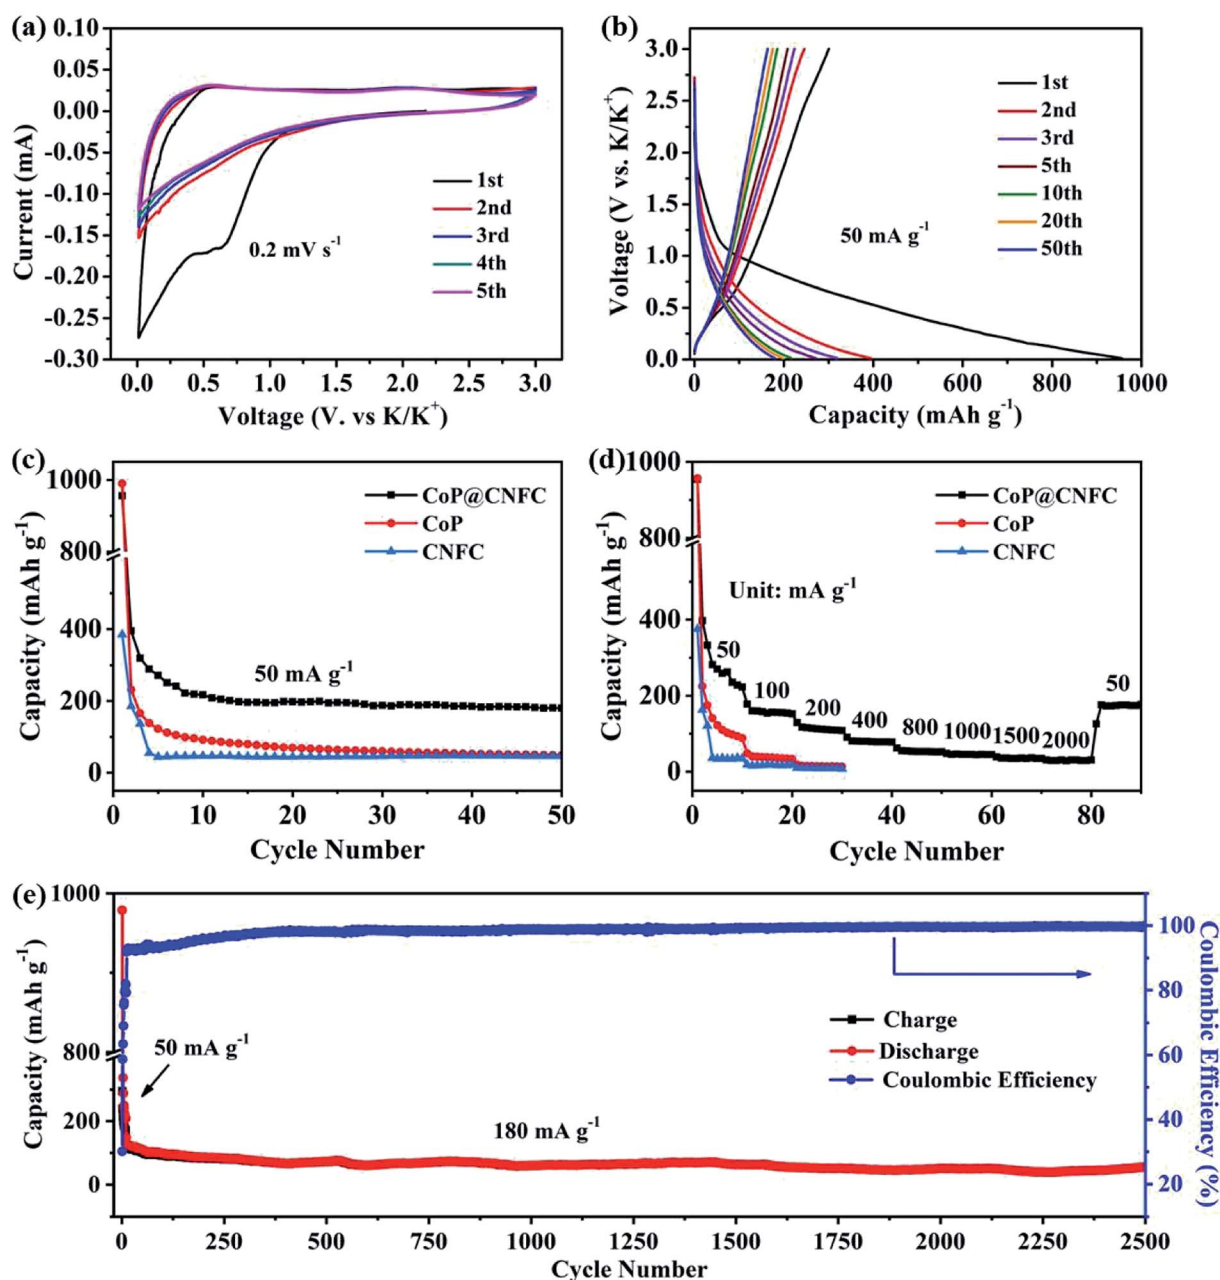 (a)
0.10
0.05
0.00
-0.05
-0.10
-0.15
-0.20
-0.25
-0.30
Current (mA)
1st
2nd
3rd
4th
5th
0.2 mV s⁻¹
0.0 0.5 1.0 1.5 2.0 2.5 3.0
Voltage (V. vs K/K⁺)
(b)
3.0
2.5
2.0
1.5
1.0
0.5
0.0
Voltage (V vs. K/K⁺)
1st
2nd
3rd
5th
10th
20th
50th
50 mA g⁻¹
0 200 400 600 800 1000
Capacity (mAh g⁻¹)
(c)
1000
800
400
200
0
Capacity (mAh g⁻¹)
CoP@CNFC
CoP
CNFC
50 mA g⁻¹
0 10 20 30 40 50
Cycle Number
(d)
1000
800
400
200
0
Capacity (mAh g⁻¹)
CoP@CNFC
CoP
CNFC
Unit: mA g⁻¹
50
100
200
400
800
1000
1500
2000
50
0 20 40 60 80
Cycle Number
(e)
1000
800
200
0
Capacity (mAh g⁻¹)
50 mA g⁻¹
180 mA g⁻¹
Charge
Discharge
Coulombic Efficiency
100
80
60
40
20
Coulombic Efficiency (%)
0 250 500 750 1000 1250 1500 1750 2000 2250 2500
Cycle Number